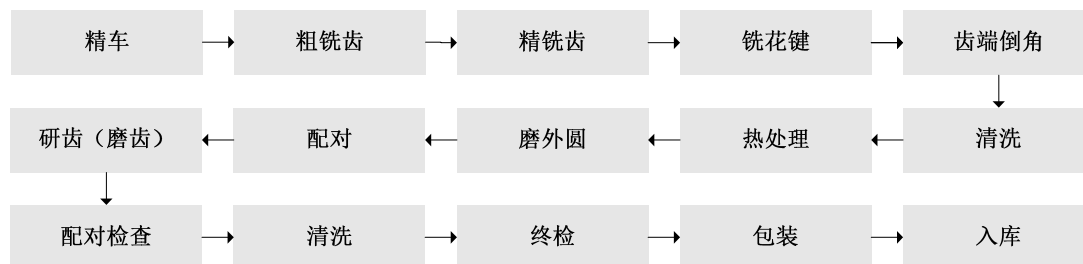 精车
粗铣齿
精铣齿
铣花键
齿端倒角
清洗
热处理
磨外圆
配对
研齿（磨齿）
配对检查
清洗
终检
包装
入库